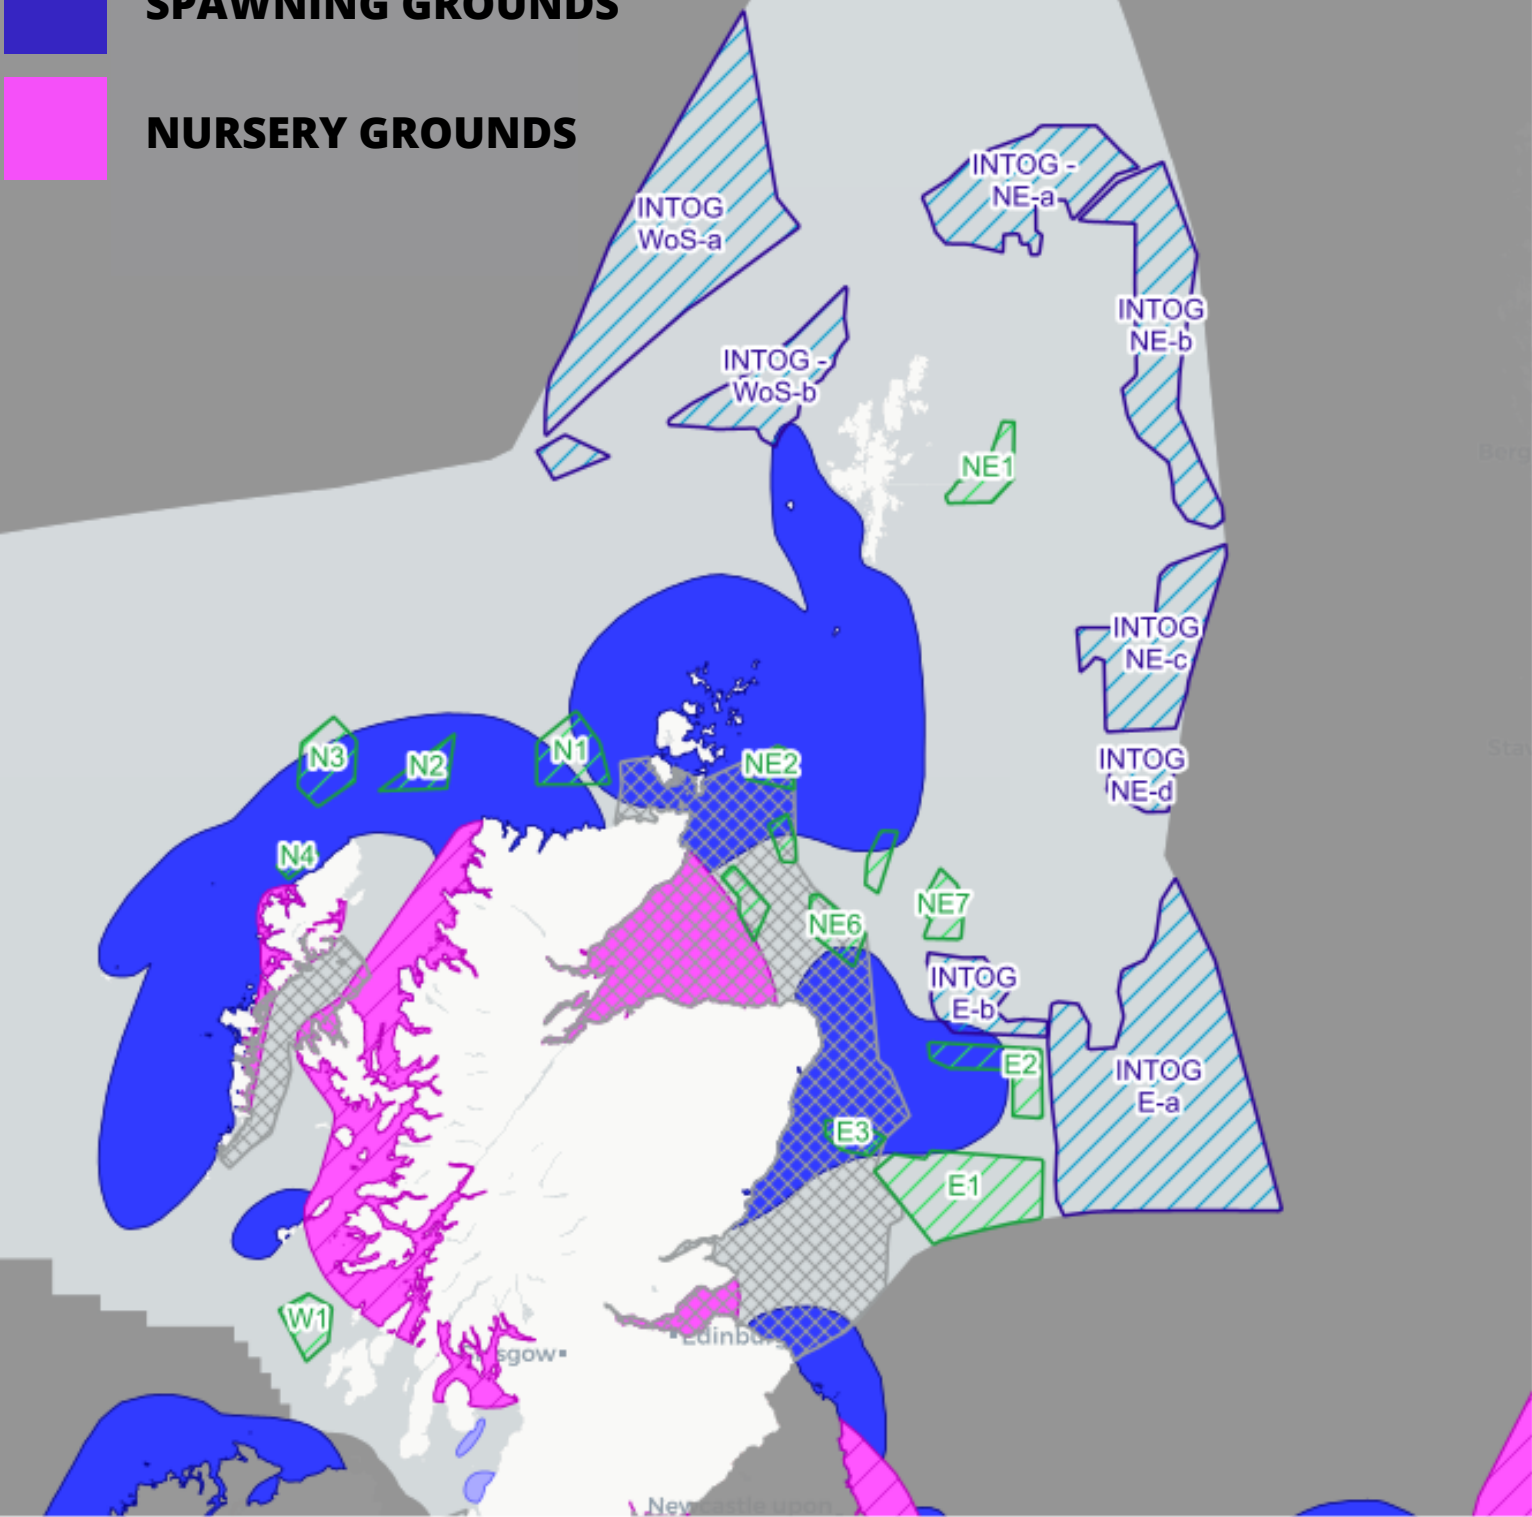 SPAWNING GROUNDS
NURSERY GROUNDS
INTOG -
NE-a
INTOG
WoS-a
INTOG
NE-b
INTOG -
WoS-b
NE1
INTOG
NE-c
N3
N2
N1
NE2
INTOG
NE-d
N4
NE6
NE7
INTOG
E-b
E2
INTOG
E-a
E3
E1
W1